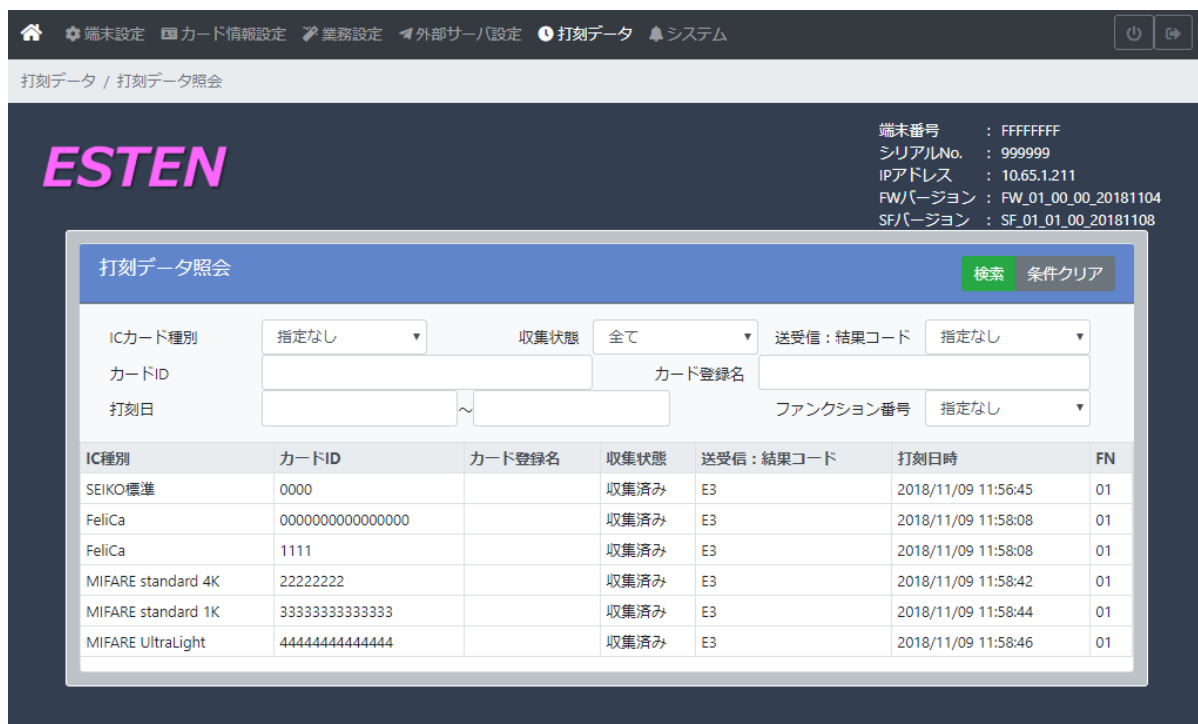 端末設定 カード情報設定 業務設定 外部サーバ設定 打刻データ システム
打刻データ / 打刻データ照会
ESTEN
端末番号 : FFFFFFFF
シリアルNo. : 999999
IPアドレス : 10.65.1.211
FWバージョン : FW_01_00_00_20181104
SFバージョン : SF_01_01_00_20181108
打刻データ照会 検索 条件クリア
ICカード種別 指定なし 収集状態 全て 送受信：結果コード 指定なし
カードID カード登録名
打刻日 ～ ファンクション番号 指定なし
IC種別 カードID カード登録名 収集状態 送受信：結果コード 打刻日時 FN
SEIKO標準 0000 収集済み E3 2018/11/09 11:56:45 01
FeliCa 0000000000000000 収集済み E3 2018/11/09 11:58:08 01
FeliCa 1111 収集済み E3 2018/11/09 11:58:08 01
MIFARE standard 4K 22222222 収集済み E3 2018/11/09 11:58:42 01
MIFARE standard 1K 33333333333333 収集済み E3 2018/11/09 11:58:44 01
MIFARE UltraLight 44444444444444 収集済み E3 2018/11/09 11:58:46 01